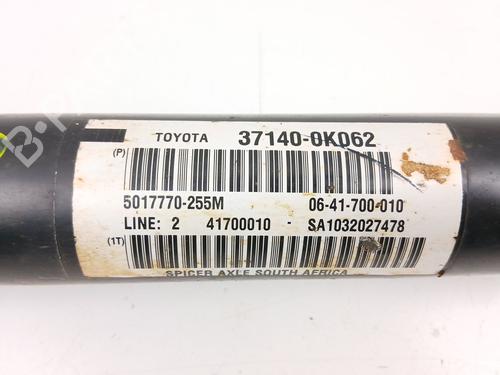 TOYOTA 37140-0K062
(P)
5017770-255M 06-41-700-010
LINE: 2 41700010 - SA1032027478
(1T)
SPICER AXLE SOUTH AFRICA